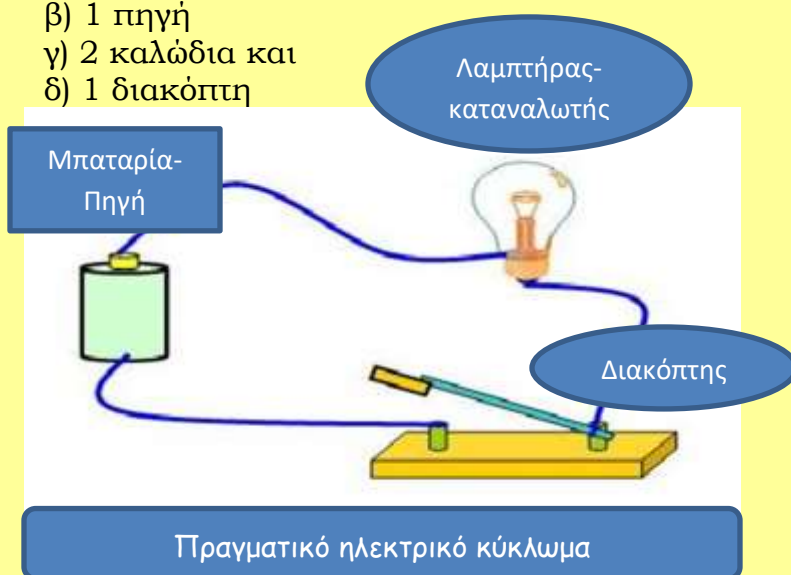 β) 1 πηγή
γ) 2 καλώδια και
δ) 1 διακόπτη
Λαμπτήρας-
καταναλωτής
Μπαταρία-
Πηγή
Διακόπτης
Πραγματικό ηλεκτρικό κύκλωμα